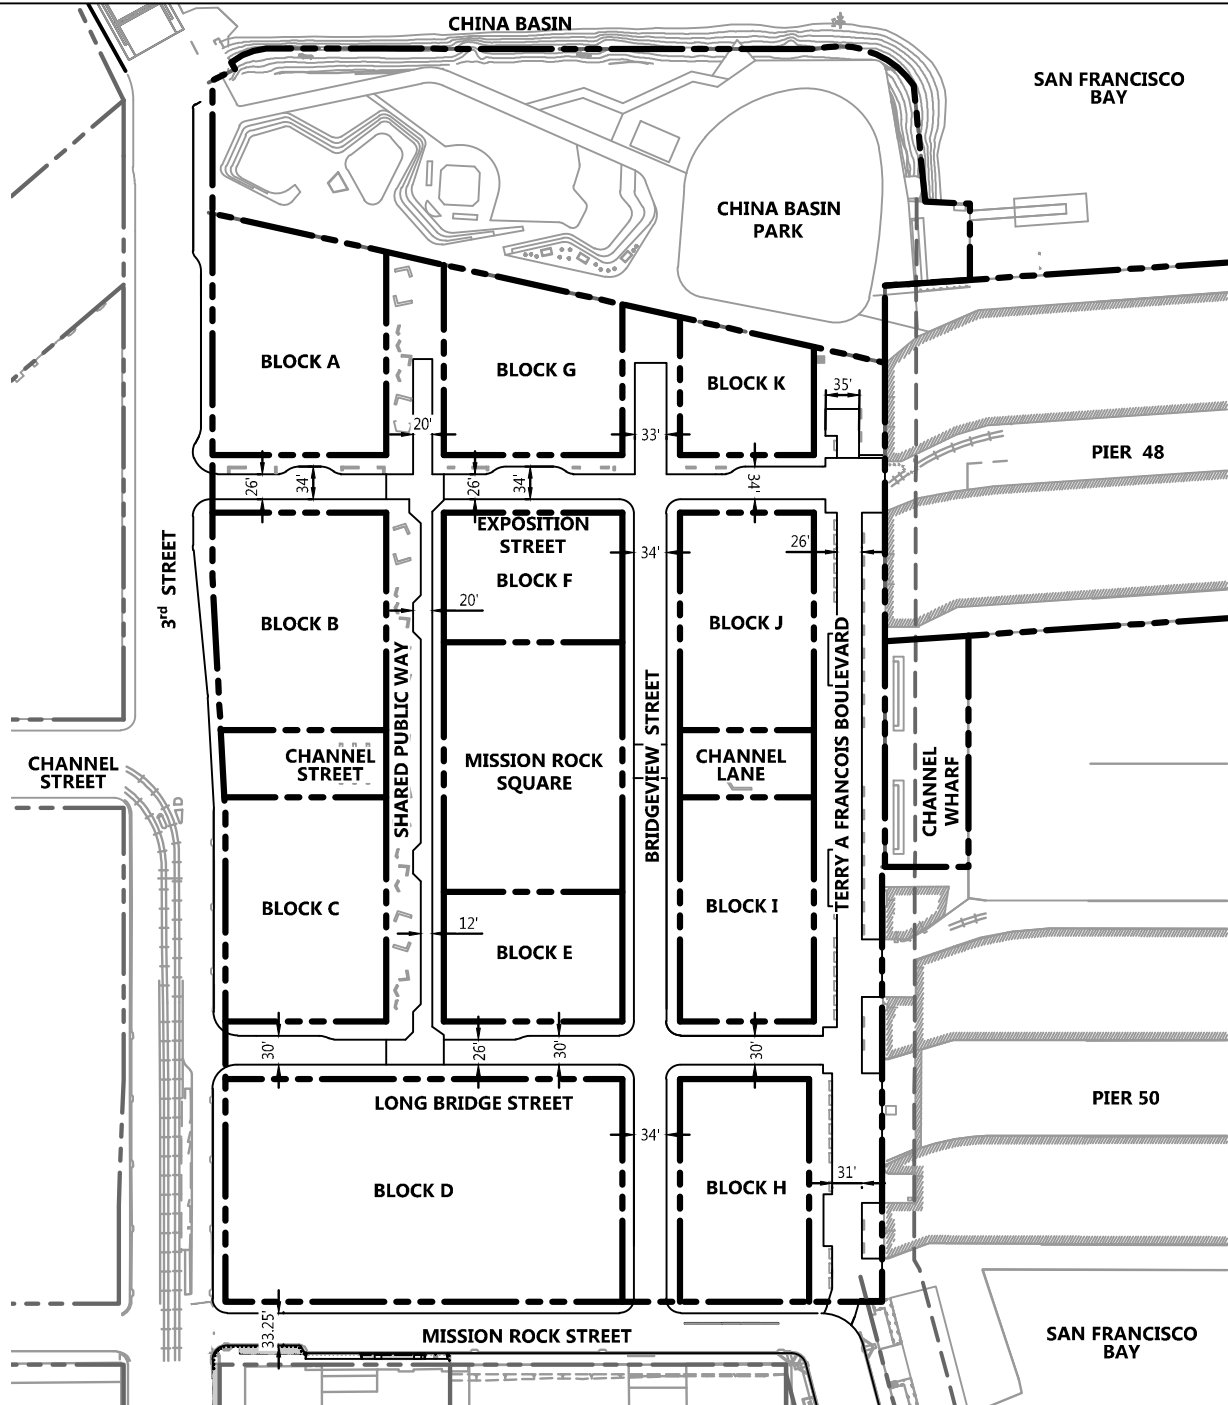 CHINA BASIN
SAN FRANCISCO
BAY
CHINA BASIN
PARK
BLOCK A
BLOCK G
BLOCK K
35'
20'
33'
PIER 48
26'
34'
26'
34'
34'
EXPOSITION
STREET
34'
26'
3rd STREET
BLOCK F
20'
BLOCK B
BLOCK J
SHARED PUBLIC WAY
BRIDGEVIEW STREET
TERRY A FRANCOIS BOULEVARD
CHANNEL
STREET
CHANNEL
STREET
MISSION ROCK
SQUARE
CHANNEL
LANE
CHANNEL
WHARF
BLOCK C
BLOCK I
12'
BLOCK E
30'
26'
30'
30'
LONG BRIDGE STREET
PIER 50
34'
31'
BLOCK D
BLOCK H
33.25'
MISSION ROCK STREET
SAN FRANCISCO
BAY